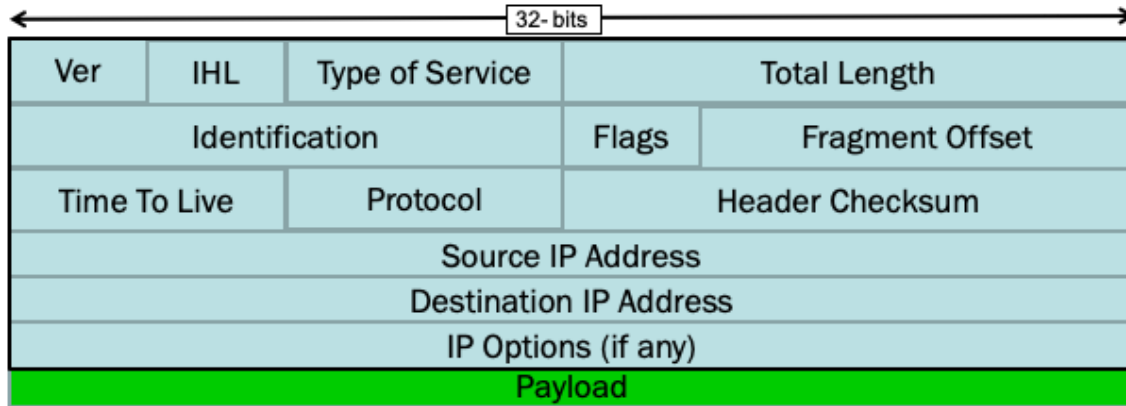 32- bits
Ver IHL Type of Service Total Length
Identification Flags Fragment Offset
Time To Live Protocol Header Checksum
Source IP Address
Destination IP Address
IP Options (if any)
Payload